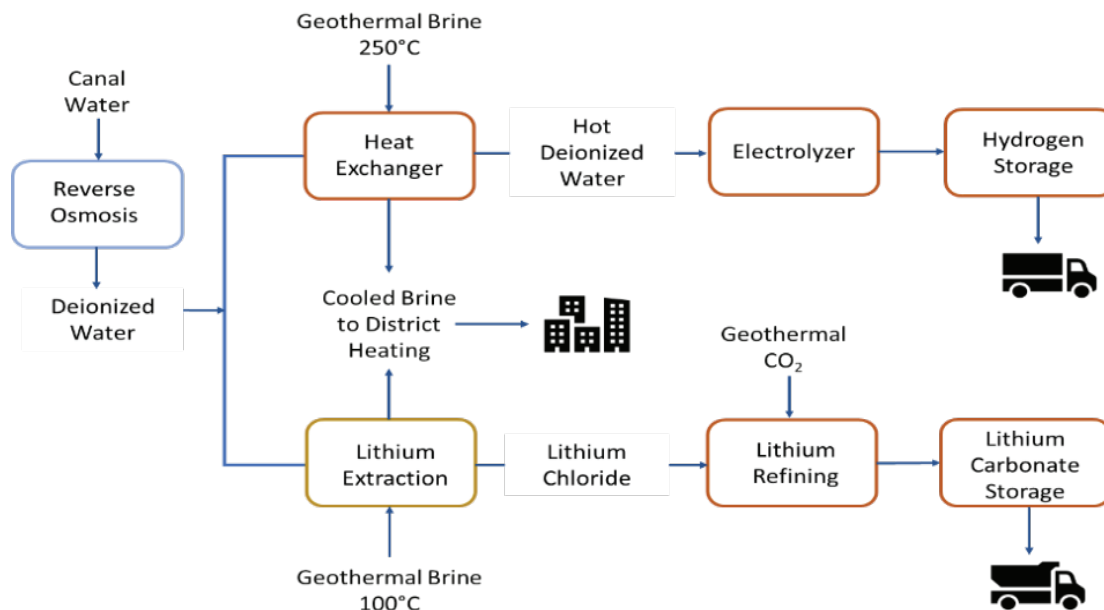 Geothermal Brine
250°C
Canal
Water
Heat
Exchanger
Hot
Deionized
Water
Electrolyzer
Hydrogen
Storage
Reverse
Osmosis
Deionized
Water
Cooled Brine
to District
Heating
Geothermal
CO₂
Lithium
Extraction
Lithium
Chloride
Lithium
Refining
Lithium
Carbonate
Storage
Geothermal Brine
100°C